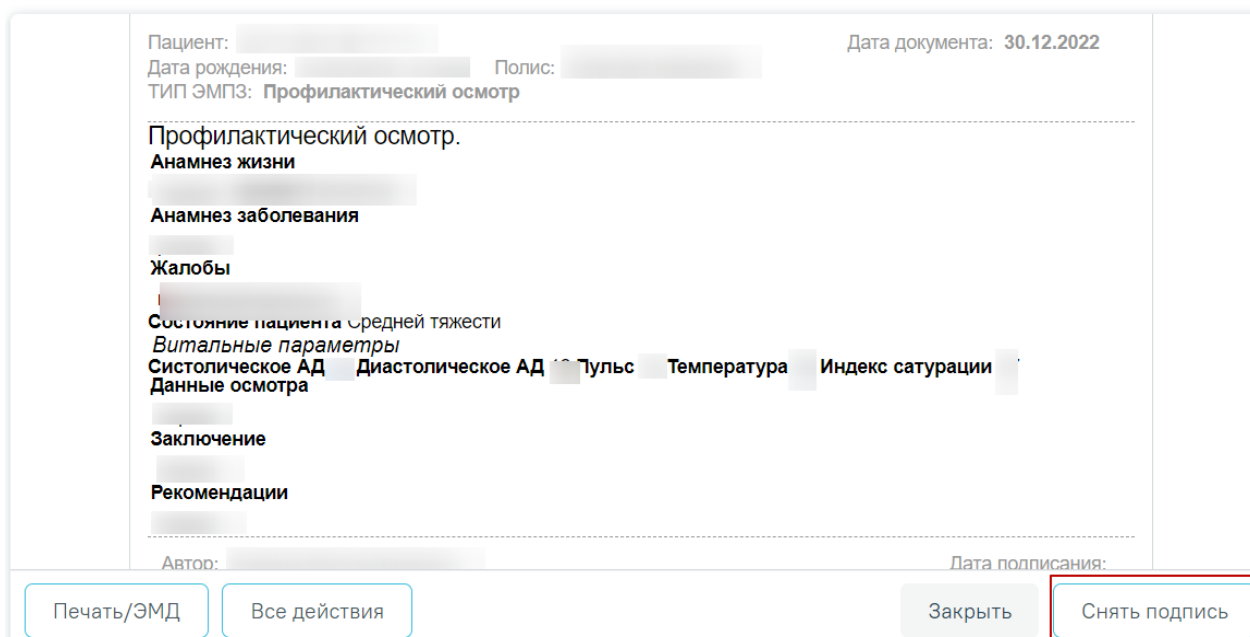 Пациент: Дата документа: 30.12.2022
Дата рождения: Полис:
ТИП ЭМПЗ: Профилактический осмотр
Профилактический осмотр.
Анамнез жизни
Анамнез заболевания
Жалобы
Состояние пациента Средней тяжести
Витальные параметры
Систолическое АД Диастолическое АД Пульс Температура Индекс сатурации
Данные осмотра
Заключение
Рекомендации
Автор: Дата подписания:
Печать/ЭМД Все действия Закрыть Снять подпись